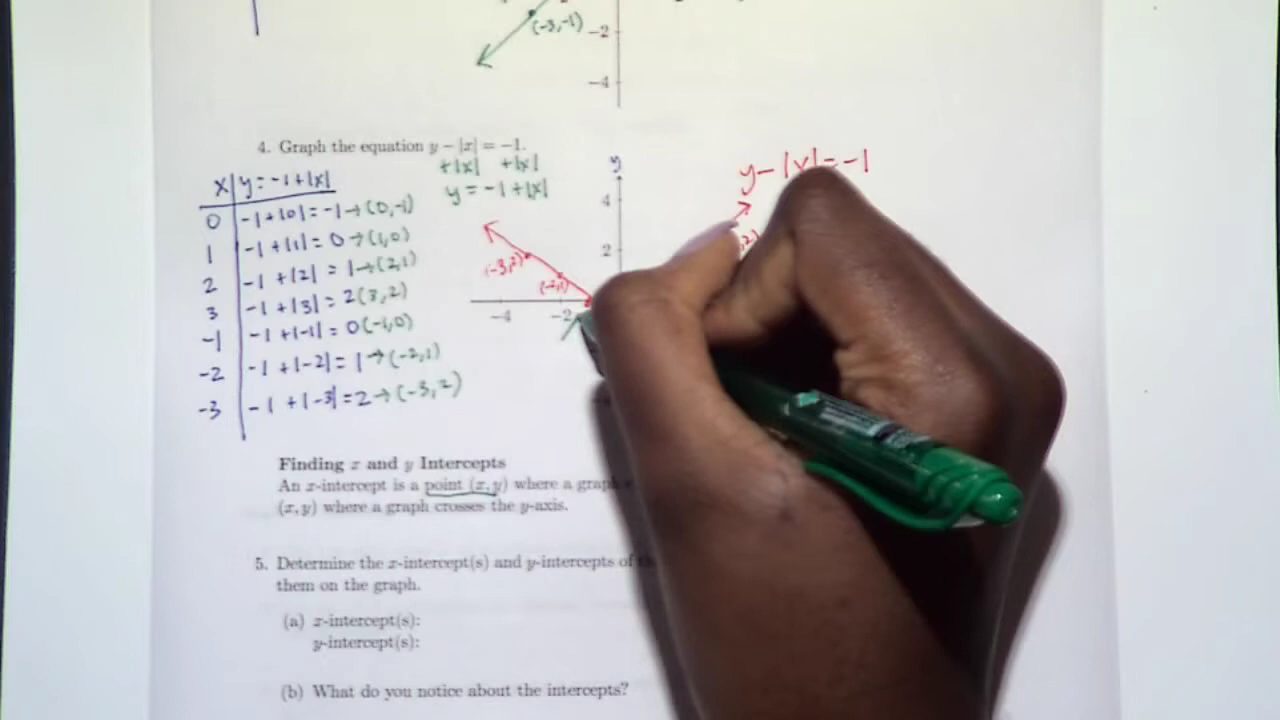 (-3,-1)
-2
-4
4. Graph the equation y − |x| = −1.
+|x| +|x|
y = -1 +|x|
x y = -1+|x|
0 -1+|0| = -1→(0,-1)
1 -1+|1| = 0→(1,0)
2 -1+|2| = 1→(2,1)
3 -1+|3| = 2(3,2)
-1 -1+|-1| = 0(-1,0)
-2 -1+|-2| = 1→(-2,1)
-3 -1+|-3| = 2→(-3,2)
y
4
2
-4 -2
(-3,2)
(-2,1)
y-|x|=-1
Finding x and y Intercepts
An x-intercept is a point (x, y) where a graph
(x, y) where a graph crosses the y-axis.
5. Determine the x-intercept(s) and y-intercepts of
them on the graph.
(a) x-intercept(s):
y-intercept(s):
(b) What do you notice about the intercepts?